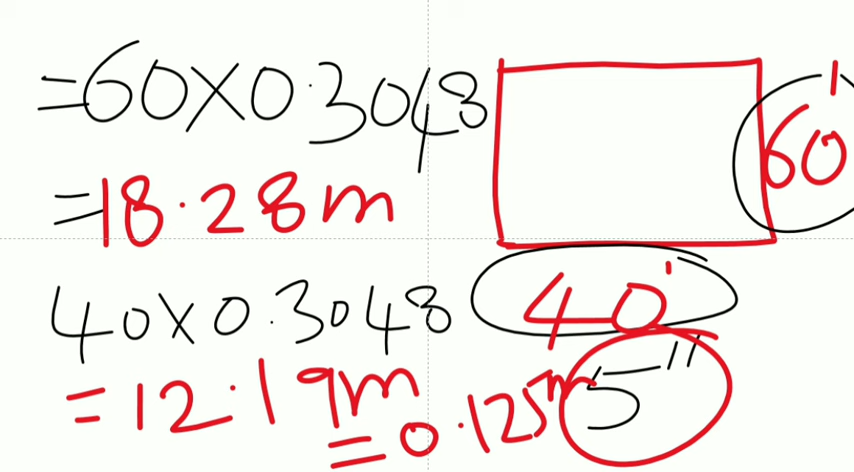 =60×0.3048
=18.28m
60'
40×0.3048
40'
=12.19m
=0.125m
5"